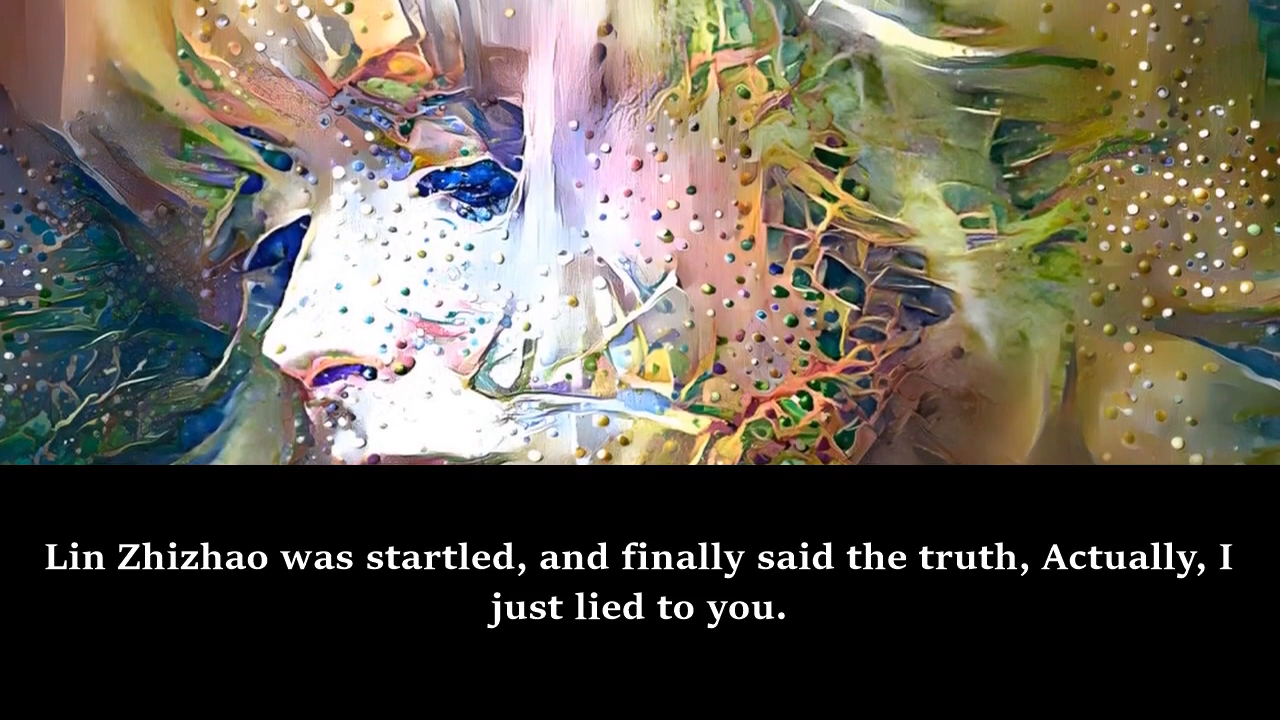 Lin Zhizhao was startled, and finally said the truth, Actually, I
just lied to you.